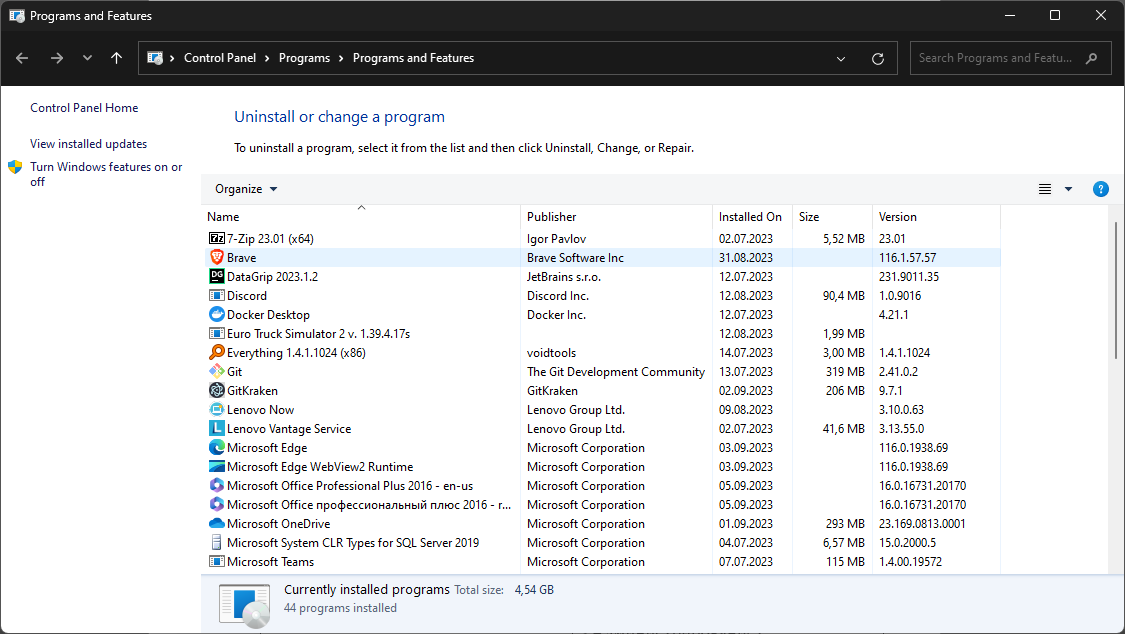 Programs and Features
Control Panel > Programs > Programs and Features
Search Programs and Featu...
Control Panel Home
View installed updates
Turn Windows features on or
off
Uninstall or change a program
To uninstall a program, select it from the list and then click Uninstall, Change, or Repair.
Organize
Name Publisher Installed On Size Version
7-Zip 23.01 (x64) Igor Pavlov 02.07.2023 5,52 MB 23.01
Brave Brave Software Inc 31.08.2023 116.1.57.57
DataGrip 2023.1.2 JetBrains s.r.o. 12.07.2023 231.9011.35
Discord Discord Inc. 12.08.2023 90,4 MB 1.0.9016
Docker Desktop Docker Inc. 12.07.2023 4.21.1
Euro Truck Simulator 2 v. 1.39.4.17s 12.08.2023 1,99 MB
Everything 1.4.1.1024 (x86) voidtools 14.07.2023 3,00 MB 1.4.1.1024
Git The Git Development Community 13.07.2023 319 MB 2.41.0.2
GitKraken GitKraken 02.09.2023 206 MB 9.7.1
Lenovo Now Lenovo Group Ltd. 09.08.2023 3.10.0.63
Lenovo Vantage Service Lenovo Group Ltd. 02.07.2023 41,6 MB 3.13.55.0
Microsoft Edge Microsoft Corporation 03.09.2023 116.0.1938.69
Microsoft Edge WebView2 Runtime Microsoft Corporation 03.09.2023 116.0.1938.69
Microsoft Office Professional Plus 2016 - en-us Microsoft Corporation 05.09.2023 16.0.16731.20170
Microsoft Office профессиональный плюс 2016 - r... Microsoft Corporation 05.09.2023 16.0.16731.20170
Microsoft OneDrive Microsoft Corporation 01.09.2023 293 MB 23.169.0813.0001
Microsoft System CLR Types for SQL Server 2019 Microsoft Corporation 04.07.2023 6,57 MB 15.0.2000.5
Microsoft Teams Microsoft Corporation 07.07.2023 115 MB 1.4.00.19572
Currently installed programs Total size: 4,54 GB
44 programs installed